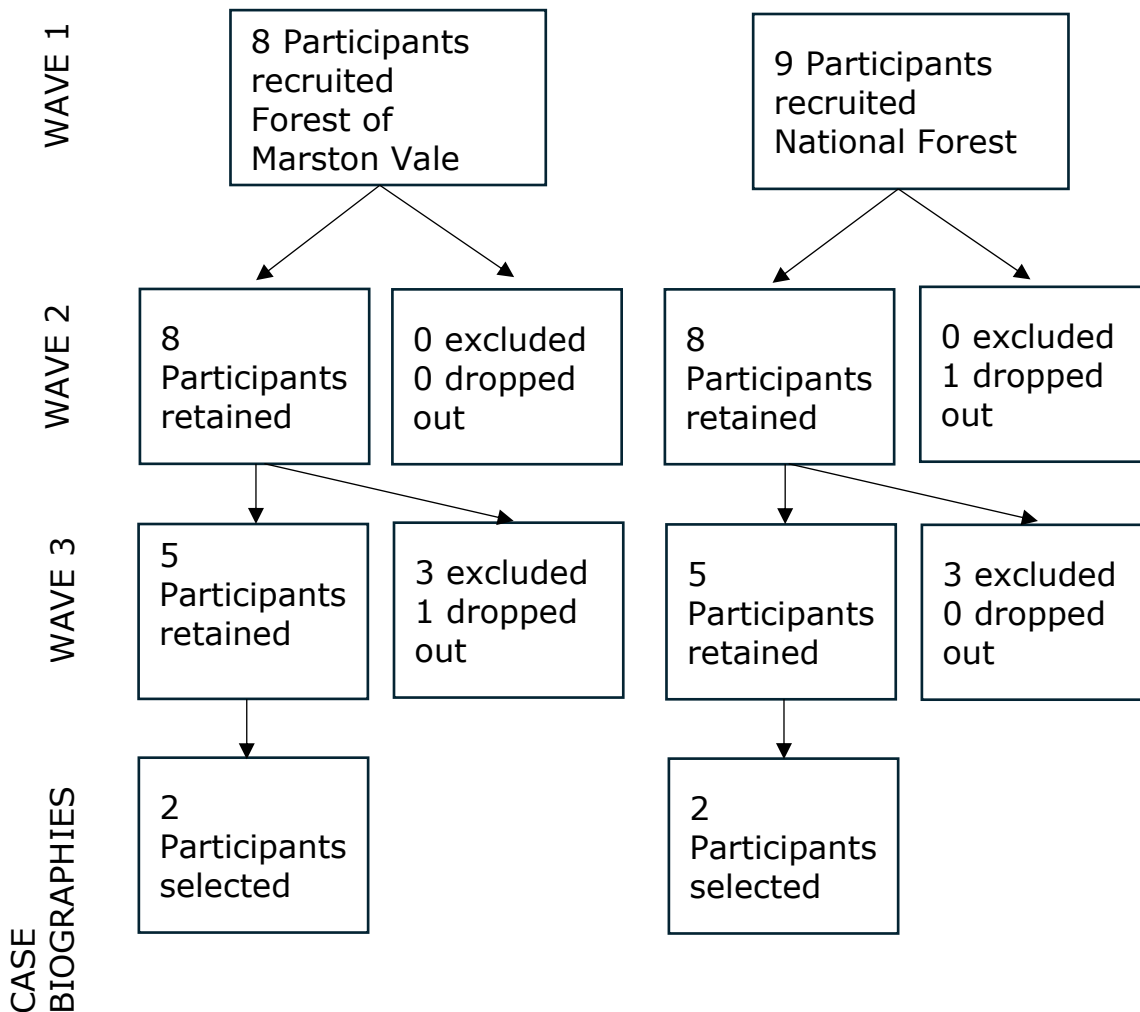 WAVE 1
8 Participants
recruited
Forest of
Marston Vale
9 Participants
recruited
National Forest
WAVE 2
8
Participants
retained
0 excluded
0 dropped
out
8
Participants
retained
0 excluded
1 dropped
out
WAVE 3
5
Participants
retained
3 excluded
1 dropped
out
5
Participants
retained
3 excluded
0 dropped
out
CASE
BIOGRAPHIES
2
Participants
selected
2
Participants
selected